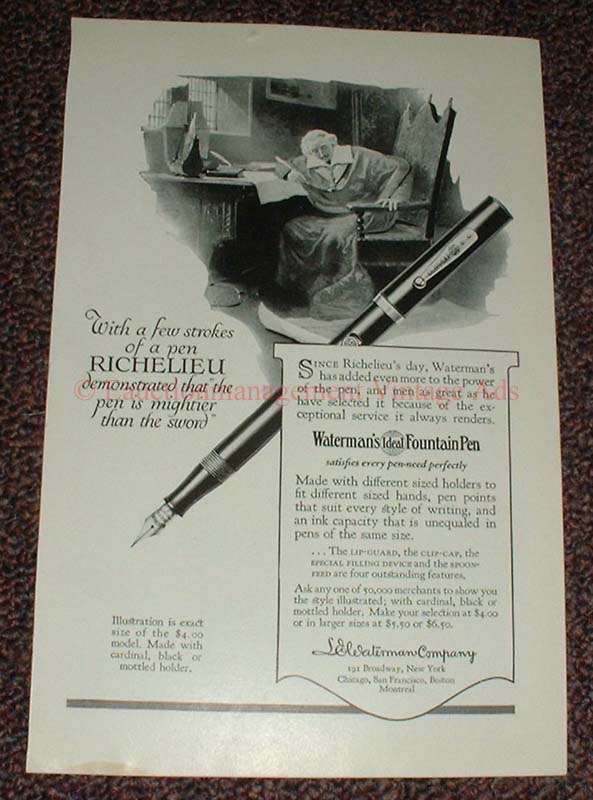 With a few strokes
of a pen
RICHELIEU
demonstrated that the
pen is mightier
than the sword"
SINCE Richelieu's day, Waterman's
has added even more to the power
of the pen; and men as great as he
have selected it because of the ex-
ceptional service it always renders.
Waterman's Ideal Fountain Pen
satisfies every pen-need perfectly
Made with different sized holders to
fit different sized hands, pen points
that suit every style of writing, and
an ink capacity that is unequaled in
pens of the same size.
... THE LIP-GUARD, THE CLIP-CAP, THE
SPECIAL FILLING DEVICE AND THE SPOON-
FEED are four outstanding features.
Ask any one of 50,000 merchants to show you
the style illustrated; with cardinal, black or
mottled holder. Make your selection at $4.00
or in larger sizes at $5.50 or $6.50.
L.E. Waterman Company
191 Broadway, New York
Chicago, San Francisco, Boston
Montreal
Illustration is exact
size of the $4.00
model. Made with
cardinal, black or
mottled holder.